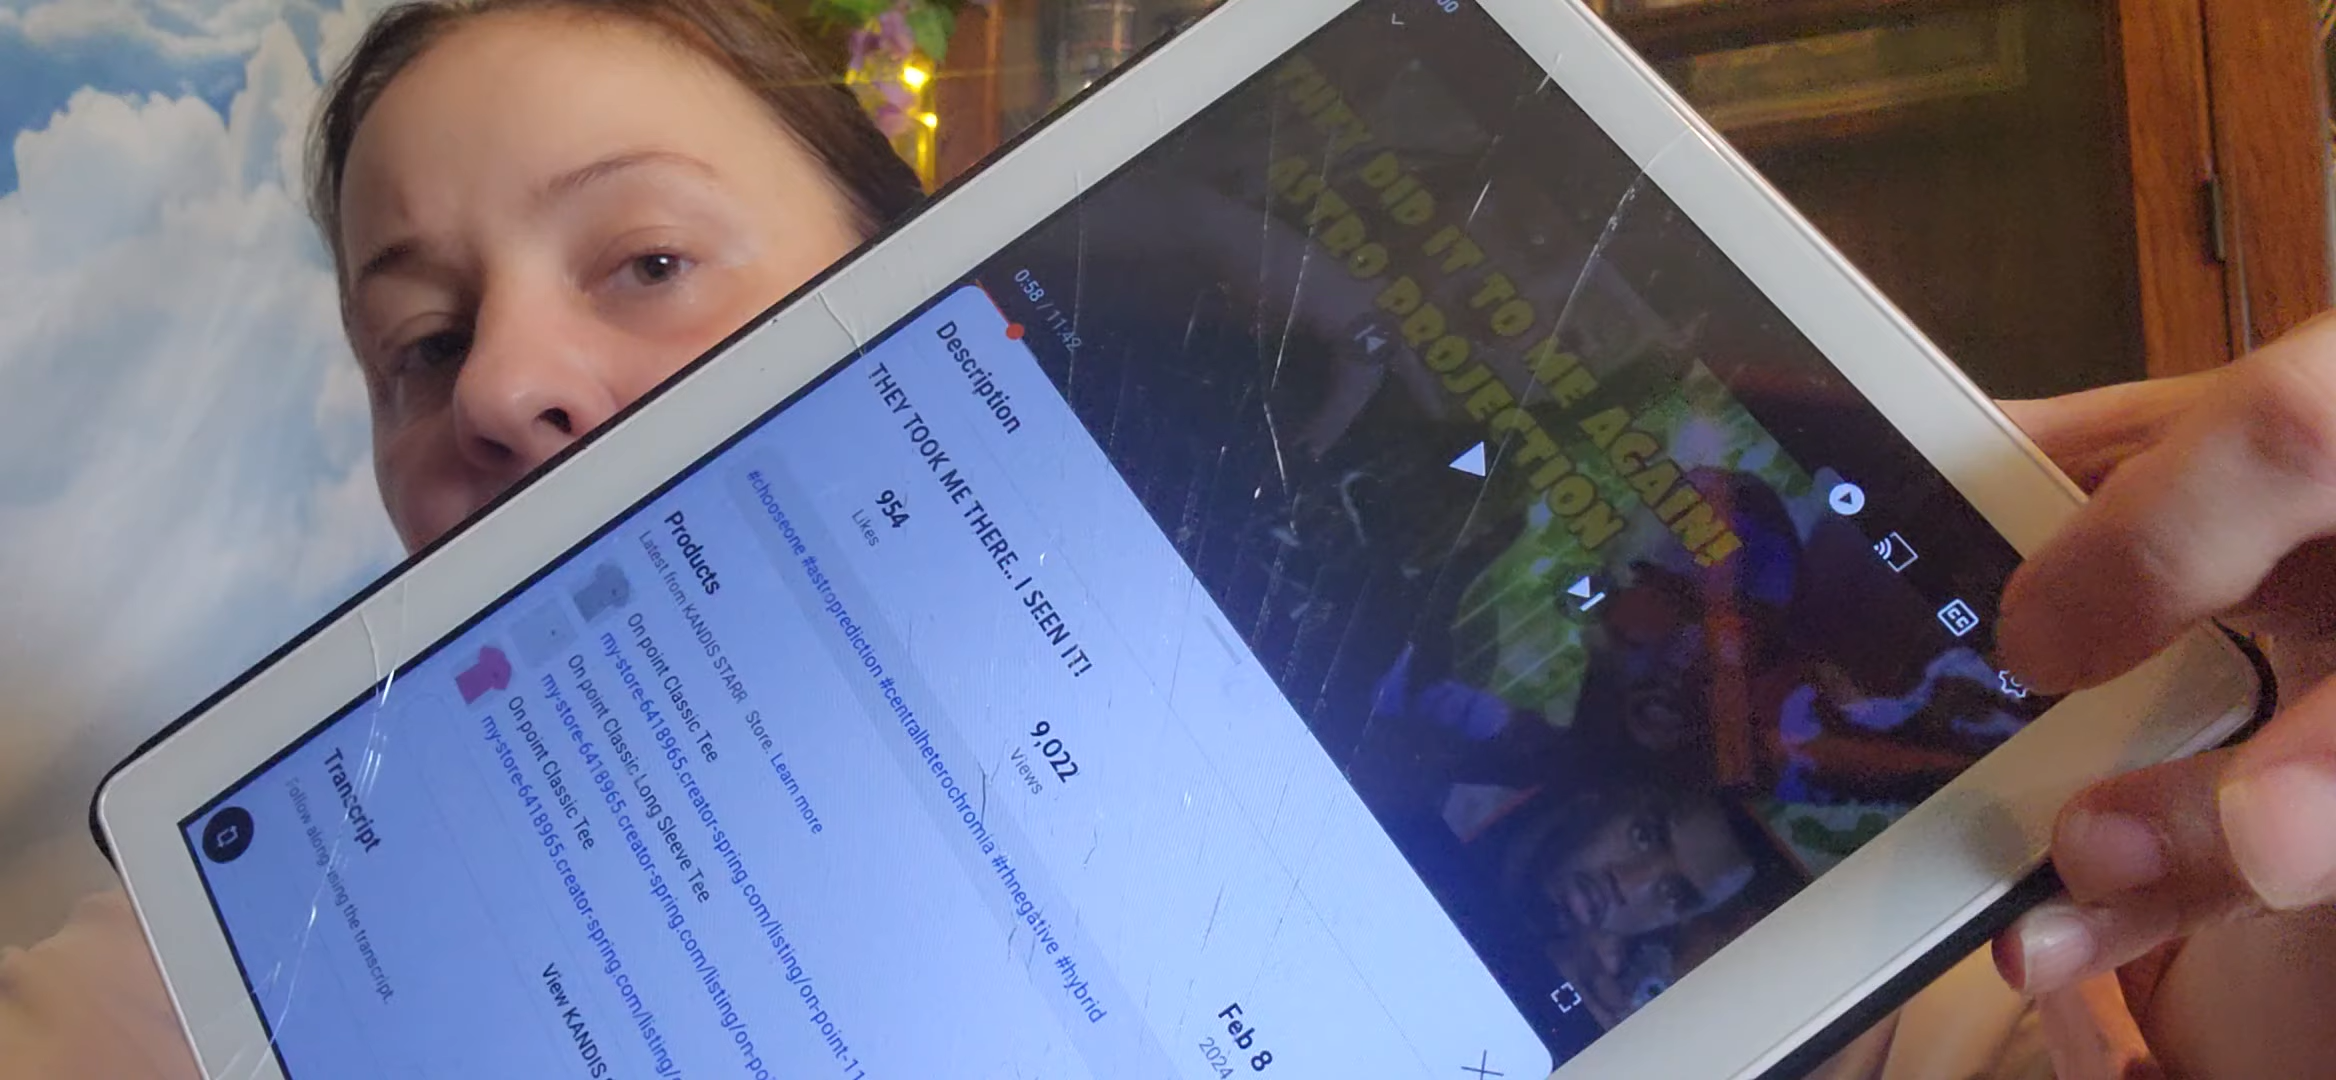 THEY DID IT TO ME AGAIN!
ASTRO PROJECTION
0:58 / 11:42
Description
THEY TOOK ME THERE.. I SEEN IT!
954
Likes
9,022
Views
Feb 8
2024
#chooseone #astroprediction #centralheterochromia #rhnegative #hybrid
Products
Latest from KANDIS STARR Store. Learn more
On point Classic Tee
my-store-6418965.creator-spring.com/listing/on-point-11
On point Classic Long Sleeve Tee
my-store-6418965.creator-spring.com/listing/on-poi
On point Classic Tee
my-store-6418965.creator-spring.com/listing/
View KANDIS
Transcript
Follow along using the transcript.
CC